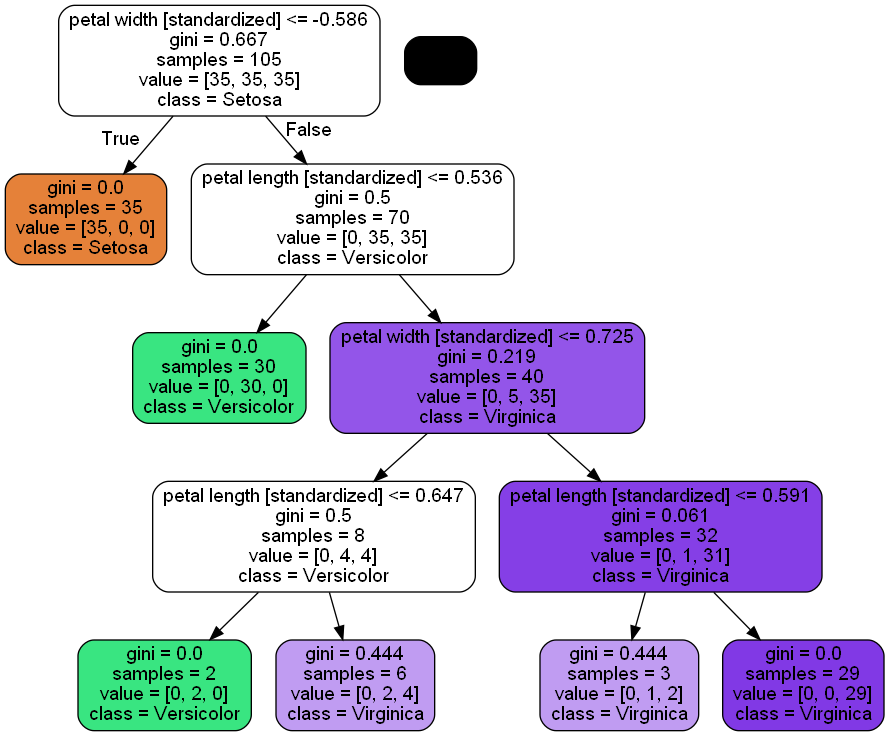 petal width [standardized] <= -0.586
gini = 0.667
samples = 105
value = [35, 35, 35]
class = Setosa
True
False
gini = 0.0
samples = 35
value = [35, 0, 0]
class = Setosa
petal length [standardized] <= 0.536
gini = 0.5
samples = 70
value = [0, 35, 35]
class = Versicolor
gini = 0.0
samples = 30
value = [0, 30, 0]
class = Versicolor
petal width [standardized] <= 0.725
gini = 0.219
samples = 40
value = [0, 5, 35]
class = Virginica
petal length [standardized] <= 0.647
gini = 0.5
samples = 8
value = [0, 4, 4]
class = Versicolor
petal length [standardized] <= 0.591
gini = 0.061
samples = 32
value = [0, 1, 31]
class = Virginica
gini = 0.0
samples = 2
value = [0, 2, 0]
class = Versicolor
gini = 0.444
samples = 6
value = [0, 2, 4]
class = Virginica
gini = 0.444
samples = 3
value = [0, 1, 2]
class = Virginica
gini = 0.0
samples = 29
value = [0, 0, 29]
class = Virginica